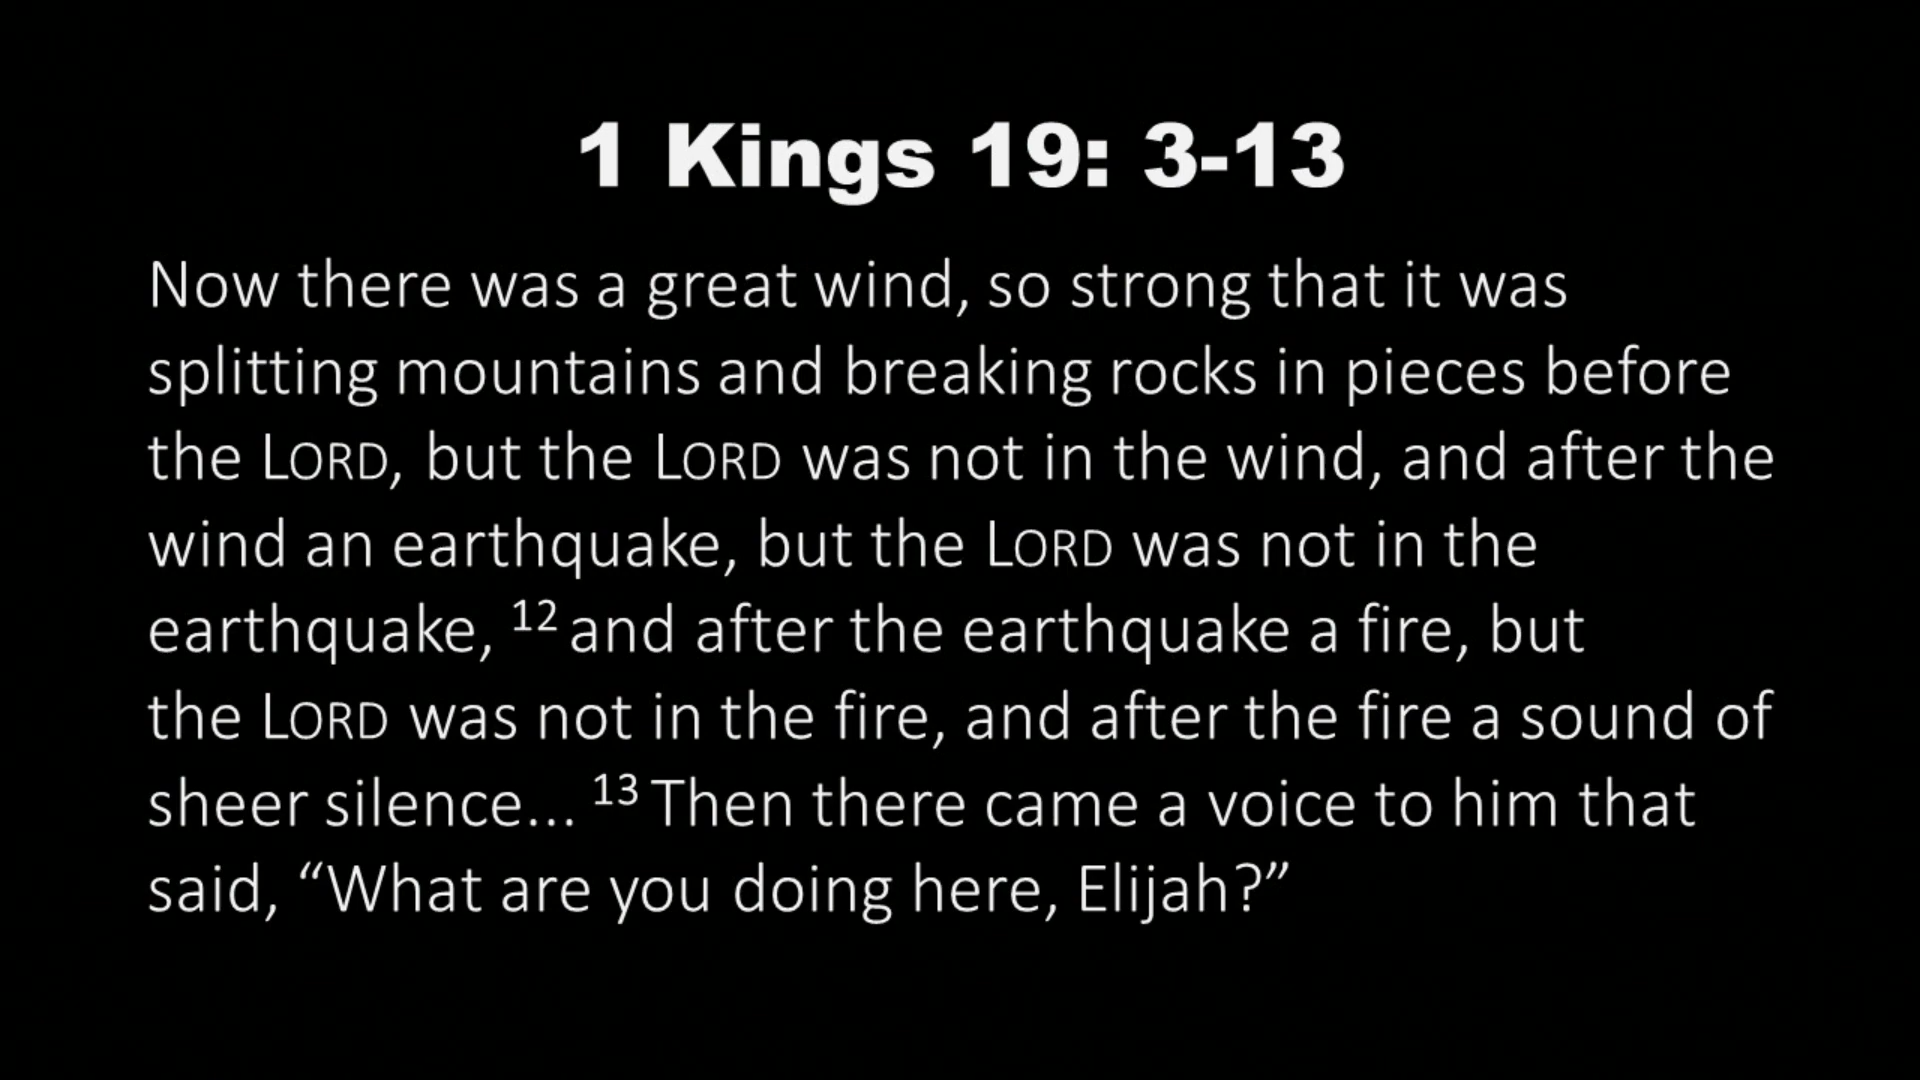 1 Kings 19: 3-13
Now there was a great wind, so strong that it was
splitting mountains and breaking rocks in pieces before
the LORD, but the LORD was not in the wind, and after the
wind an earthquake, but the LORD was not in the
earthquake, 12 and after the earthquake a fire, but
the LORD was not in the fire, and after the fire a sound of
sheer silence... 13 Then there came a voice to him that
said, “What are you doing here, Elijah?”